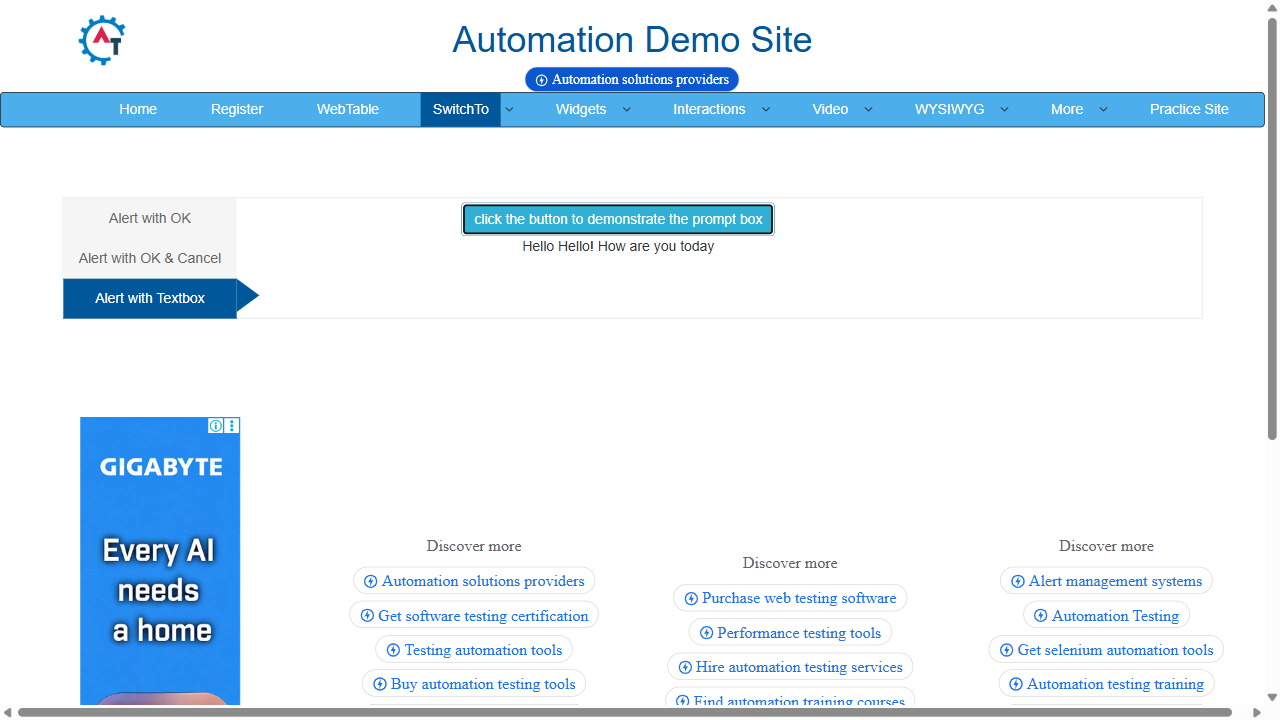 AT
Automation Demo Site
Automation solutions providers
Home Register WebTable SwitchTo Widgets Interactions Video WYSIWYG More Practice Site
Alert with OK
Alert with OK & Cancel
Alert with Textbox
click the button to demonstrate the prompt box
Hello Hello! How are you today
GIGABYTE
Every AI
needs
a home
Discover more
Automation solutions providers
Get software testing certification
Testing automation tools
Buy automation testing tools
Discover more
Purchase web testing software
Performance testing tools
Hire automation testing services
Find automation training courses
Discover more
Alert management systems
Automation Testing
Get selenium automation tools
Automation testing training